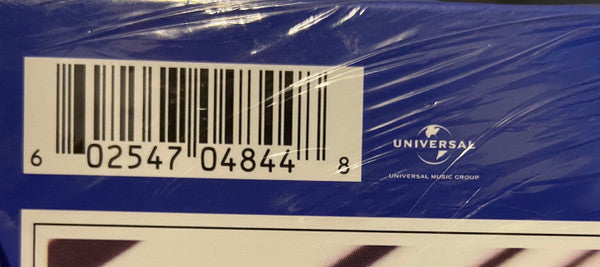 6 02547 04844 8
UNIVERSAL
UNIVERSAL MUSIC GROUP